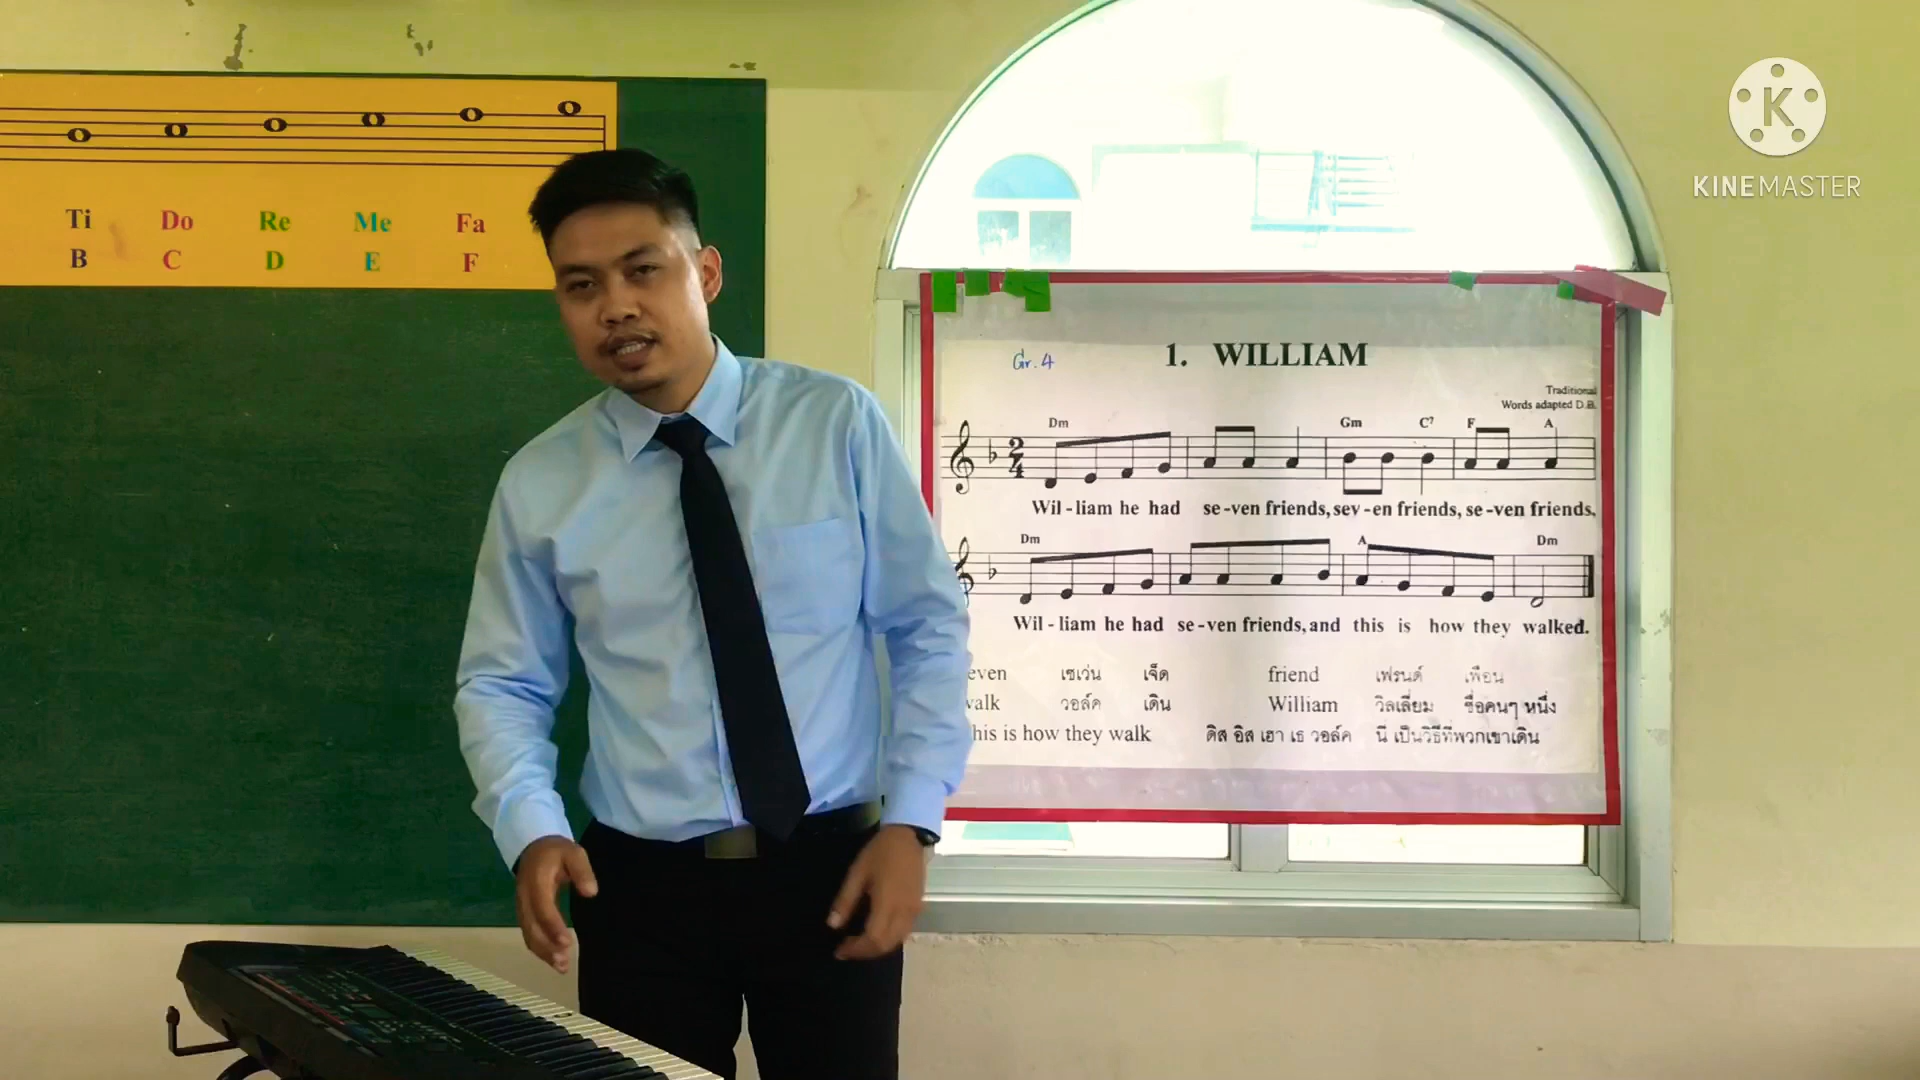 Ti Do Re Me Fa
B C D E F
KINEMASTER
Gr. 4
1. WILLIAM
Traditional
Words adapted D.B.
Dm Gm C7 F A
2
4
Wil - liam he had se - ven friends, sev - en friends, se - ven friends,
Dm A Dm
Wil - liam he had se - ven friends, and this is how they walked.
even เซเว่น เจ็ด friend เฟรนด์ เพื่อน
walk วอล์ค เดิน William วิลเลี่ยม ชื่อคนๆ หนึ่ง
his is how they walk ดิส อิส เฮา เธ วอล์ค นี่ เป็นวิธีที่พวกเขาเดิน